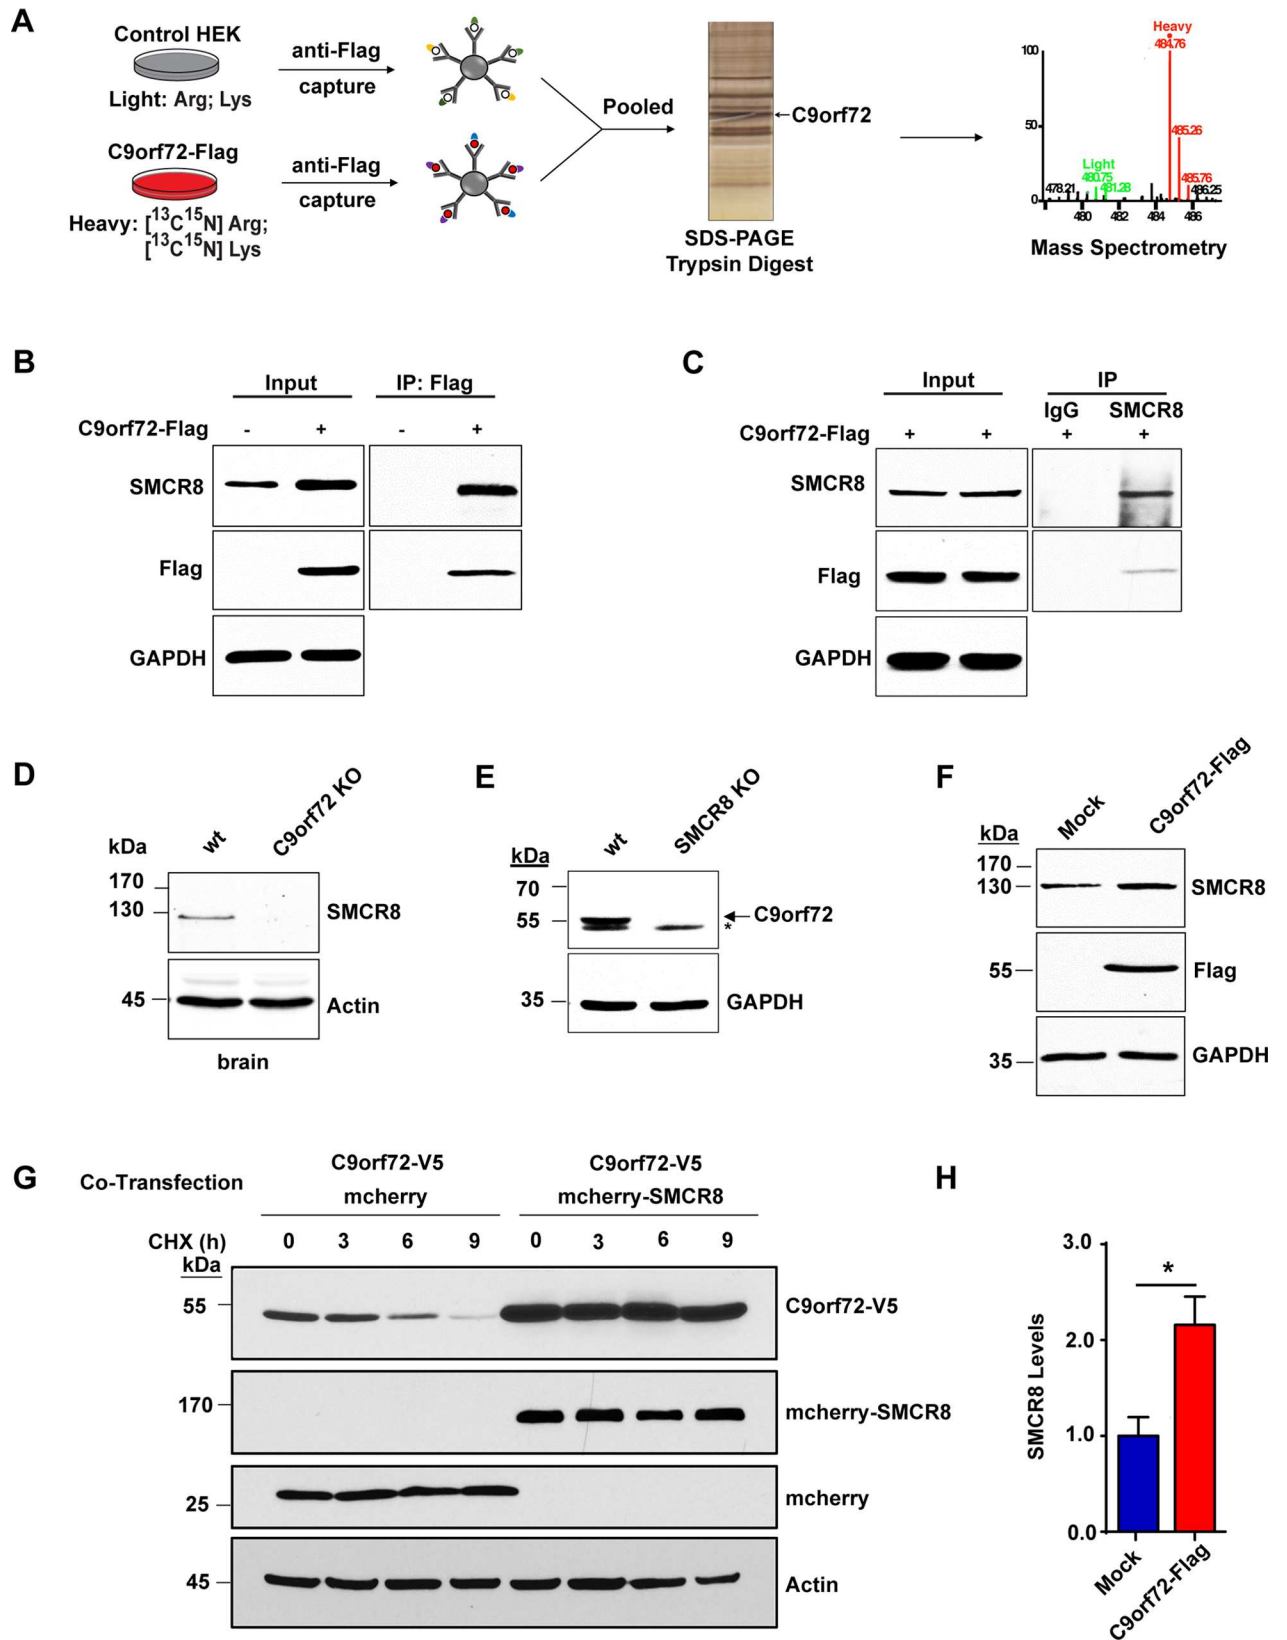 A
Control HEK
Light: Arg; Lys
anti-Flag
capture
C9orf72-Flag
Heavy: [13C15N] Arg;
[13C15N] Lys
anti-Flag
capture
Pooled
C9orf72
SDS-PAGE
Trypsin Digest
Heavy
484.76
485.26
485.76
486.25
Light
480.75
481.28
478.21
100
50
0
480 482 484 486
Mass Spectrometry
B
Input IP: Flag
C9orf72-Flag - + - +
SMCR8
Flag
GAPDH
C
Input IP
IgG SMCR8
C9orf72-Flag + + + +
SMCR8
Flag
GAPDH
D
kDa wt C9orf72 KO
170
130
SMCR8
45
Actin
brain
E
kDa wt SMCR8 KO
70
55
C9orf72
*
35
GAPDH
F
kDa Mock C9orf72-Flag
170
130
SMCR8
55
Flag
35
GAPDH
G
Co-Transfection
C9orf72-V5
mcherry
C9orf72-V5
mcherry-SMCR8
CHX (h) 0 3 6 9 0 3 6 9
kDa
55
C9orf72-V5
170
mcherry-SMCR8
25
mcherry
45
Actin
H
SMCR8 Levels
3.0
2.0
1.0
0.0
*
Mock
C9orf72-Flag